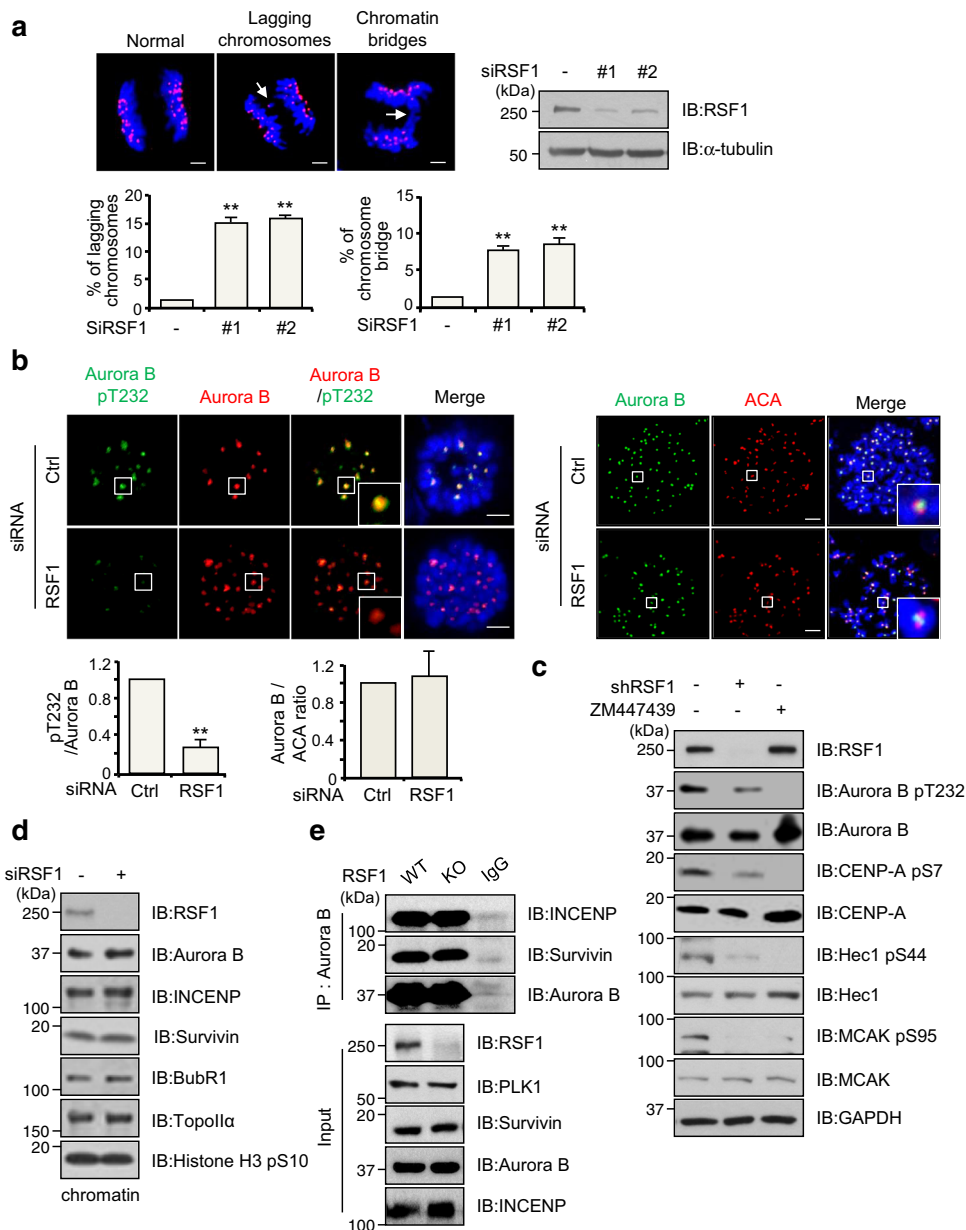 a
Normal
Lagging
chromosomes
Chromatin
bridges
siRSF1 - #1 #2
(kDa)
250
IB:RSF1
50
IB:α-tubulin
% of lagging
chromosomes
20
15
10
5
0
** **
SiRSF1 - #1 #2
% of
chromosome
bridge
10
5
0
** **
SiRSF1 - #1 #2
b
Aurora B
pT232
Aurora B
Aurora B
/pT232
Merge
siRNA
Ctrl
RSF1
Aurora B
ACA
Merge
siRNA
Ctrl
RSF1
pT232
/Aurora B
1.2
0.8
0.4
0
**
siRNA Ctrl RSF1
Aurora B /
ACA ratio
1.2
0.8
0.4
0
siRNA Ctrl RSF1
c
shRSF1 - + -
ZM447439 - - +
(kDa)
250 IB:RSF1
37 IB:Aurora B pT232
37 IB:Aurora B
20 IB:CENP-A pS7
20 IB:CENP-A
100 IB:Hec1 pS44
100 IB:Hec1
100 IB:MCAK pS95
100 IB:MCAK
37 IB:GAPDH
d
siRSF1 - +
(kDa)
250 IB:RSF1
37 IB:Aurora B
100 IB:INCENP
20 IB:Survivin
100 IB:BubR1
150 IB:TopoIIα
20 IB:Histone H3 pS10
chromatin
e
RSF1 WT KO IgG
(kDa)
IP : Aurora B
100 IB:INCENP
20 IB:Survivin
37 IB:Aurora B
Input
250 IB:RSF1
50 IB:PLK1
20 IB:Survivin
37 IB:Aurora B
100 IB:INCENP